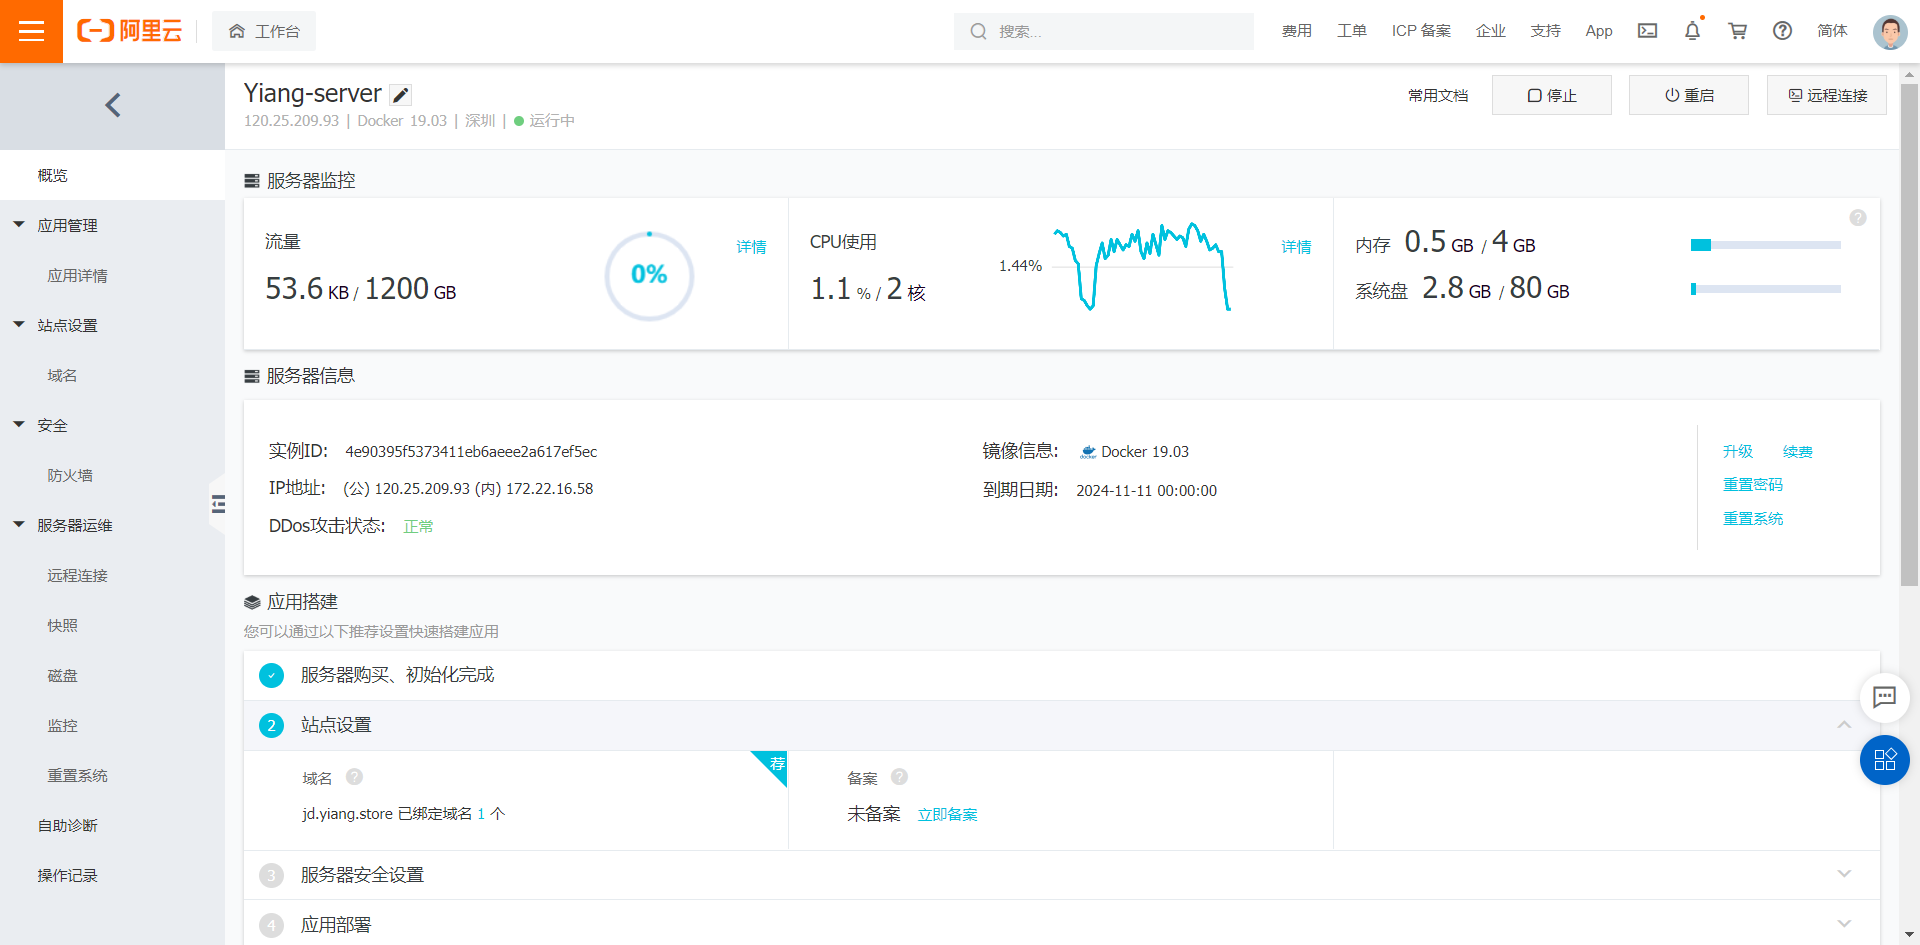 阿里云
工作台
搜索...
费用 工单 ICP 备案 企业 支持 App 简体
Yiang-server
120.25.209.93 | Docker 19.03 | 深圳 | 运行中
常用文档 停止 重启 远程连接
概览
应用管理
应用详情
站点设置
域名
安全
防火墙
服务器运维
远程连接
快照
磁盘
监控
重置系统
自助诊断
操作记录
服务器监控
流量
53.6 KB / 1200 GB
0%
详情
CPU使用
1.1 % / 2 核
1.44%
详情
内存 0.5 GB / 4 GB
系统盘 2.8 GB / 80 GB
?
服务器信息
实例ID: 4e90395f5373411eb6aeee2a617ef5ec
IP地址: (公) 120.25.209.93 (内) 172.22.16.58
DDos攻击状态: 正常
镜像信息: docker Docker 19.03
到期日期: 2024-11-11 00:00:00
升级 续费
重置密码
重置系统
应用搭建
您可以通过以下推荐设置快速搭建应用
服务器购买、初始化完成
2 站点设置
域名 ?
荐
jd.yiang.store 已绑定域名 1 个
备案 ?
未备案 立即备案
3 服务器安全设置
4 应用部署